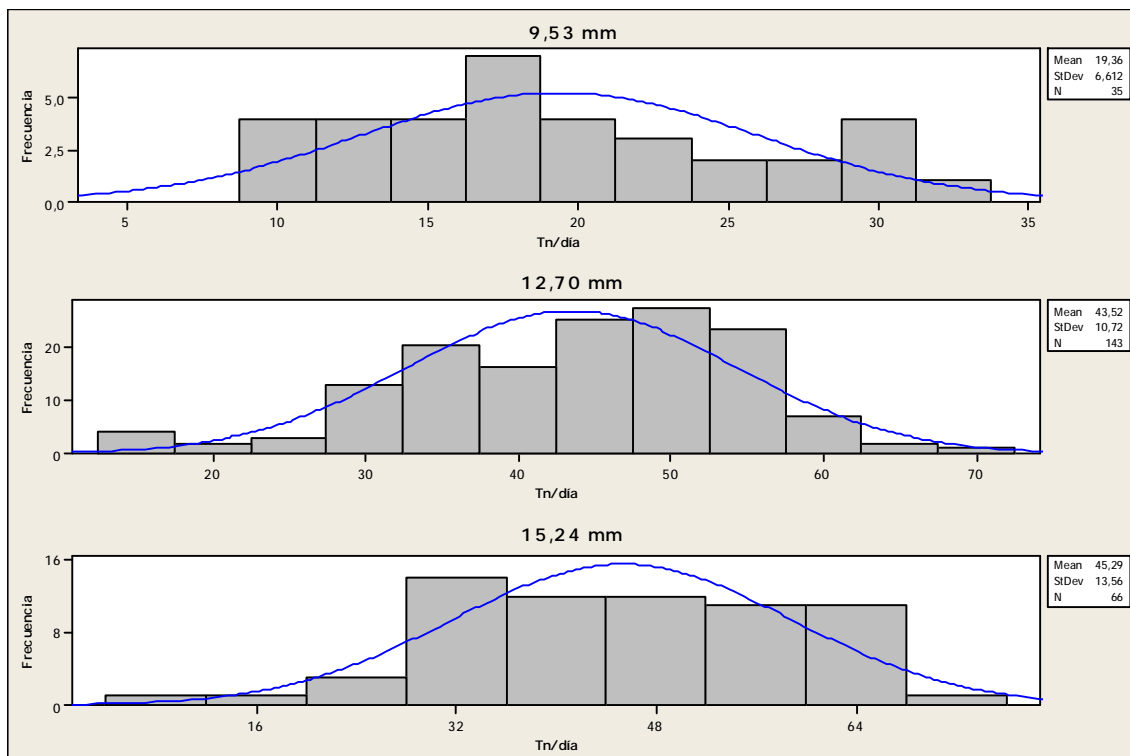 9,53 mm
Frecuencia
5,0
2,5
0,0
5 10 15 20 25 30 35
Tn/día
Mean 19,36
StDev 6,612
N 35
12,70 mm
Frecuencia
20
10
0
20 30 40 50 60 70
Tn/día
Mean 43,52
StDev 10,72
N 143
15,24 mm
Frecuencia
16
8
0
16 32 48 64
Tn/día
Mean 45,29
StDev 13,56
N 66